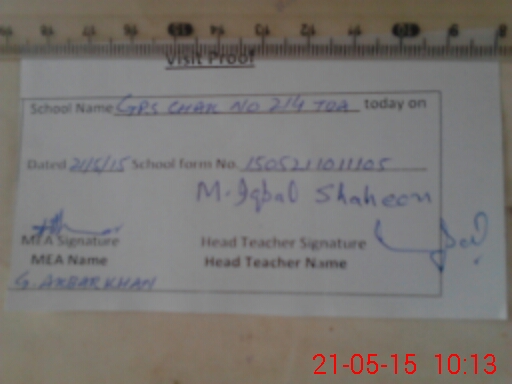 Visit Proof
School Name GPS CHAK NO 214 TDA today on
Dated 21/5/15 School form No. 1505211011105
M. Iqbal Shaheen
MEA Signature Head Teacher Signature
MEA Name Head Teacher Name
G. AKBAR KHAN
21-05-15 10:13